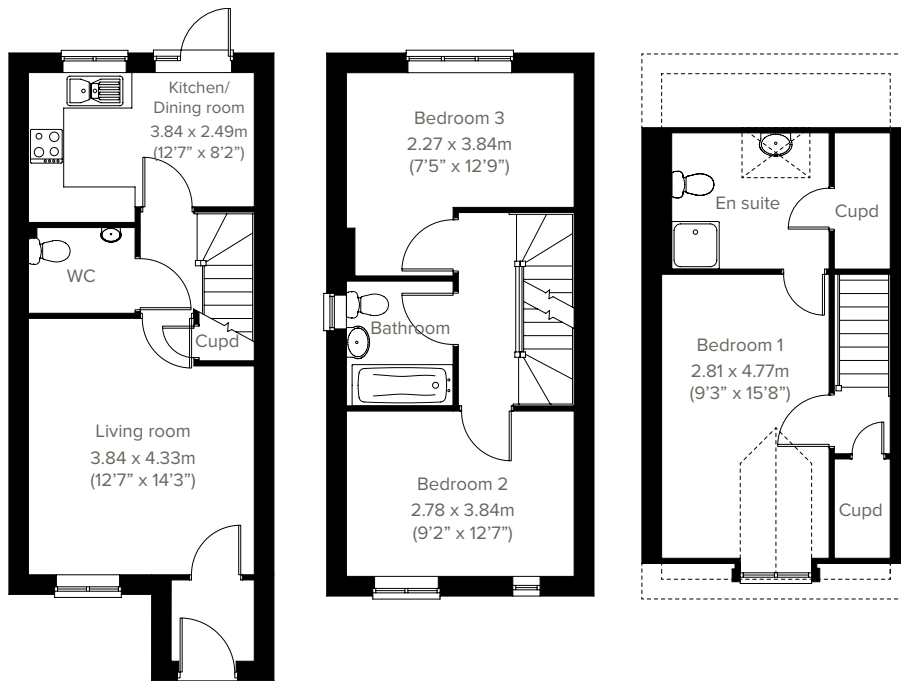 Kitchen/
Dining room
3.84 x 2.49m
(12’7” x 8’2”)
WC
Cupd
Living room
3.84 x 4.33m
(12’7” x 14’3”)
Bedroom 3
2.27 x 3.84m
(7’5” x 12’9”)
Bathroom
Bedroom 2
2.78 x 3.84m
(9’2” x 12’7”)
En suite
Cupd
Bedroom 1
2.81 x 4.77m
(9’3” x 15’8”)
Cupd